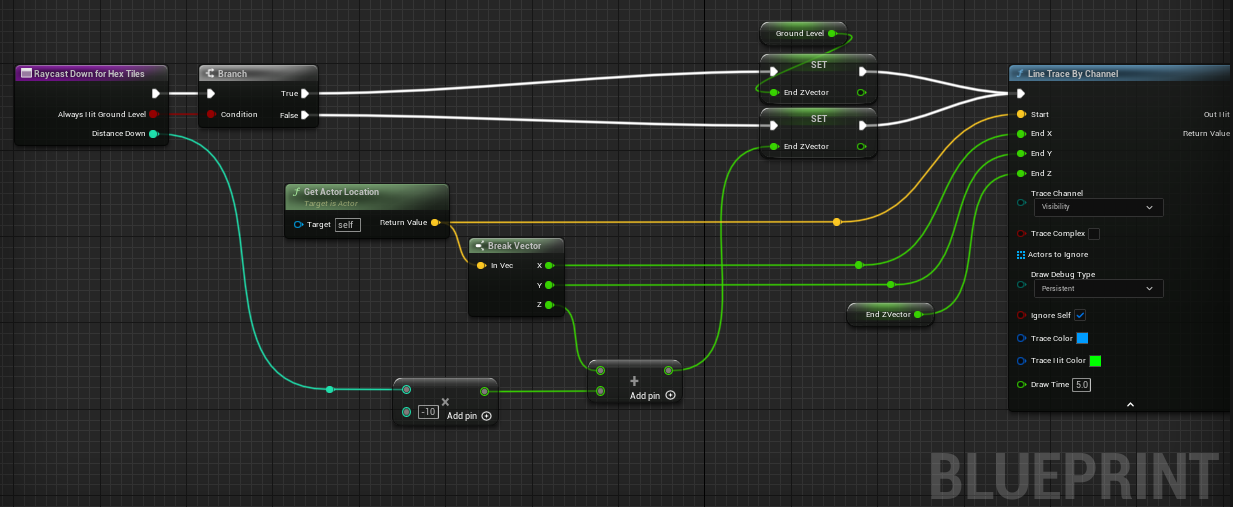 Ground Level
SET
End ZVector
SET
End ZVector
Raycast Down for Hex Tiles
Always Hit Ground Level
Distance Down
Branch
True
Condition
False
Get Actor Location
Target is Actor
Target self
Return Value
Break Vector
In Vec
X
Y
Z
End ZVector
-10
×
Add pin
+
Add pin
Line Trace By Channel
Start
Out Hit
End X
Return Value
End Y
End Z
Trace Channel
Visibility
Trace Complex
Actors to Ignore
Draw Debug Type
Persistent
Ignore Self
Trace Color
Trace Hit Color
Draw Time 5.0
BLUEPRINT